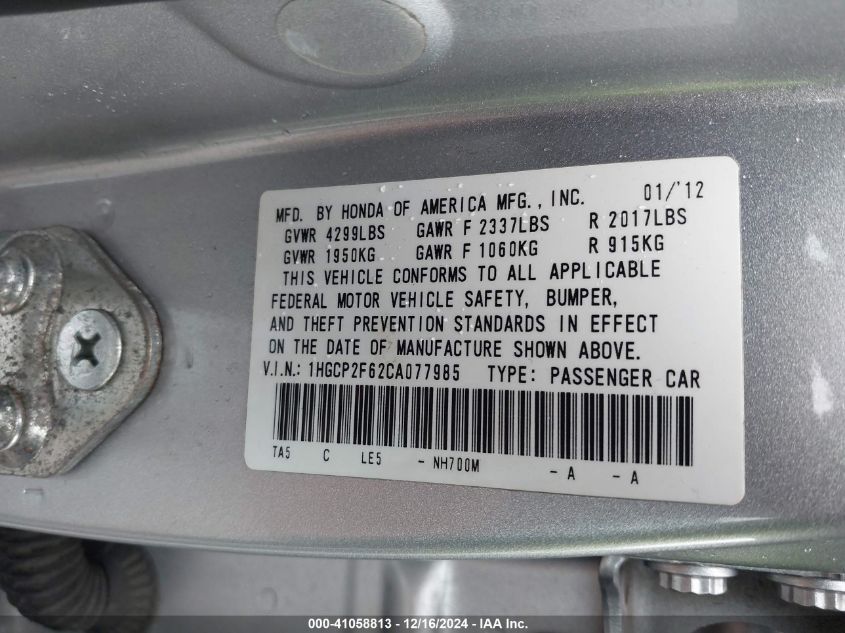 MFD. BY HONDA OF AMERICA MFG., INC. 01/'12
GVWR 4299LBS GAWR F 2337LBS R 2017LBS
GVWR 1950KG GAWR F 1060KG R 915KG
THIS VEHICLE CONFORMS TO ALL APPLICABLE
FEDERAL MOTOR VEHICLE SAFETY, BUMPER,
AND THEFT PREVENTION STANDARDS IN EFFECT
ON THE DATE OF MANUFACTURE SHOWN ABOVE.
V.I.N.: 1HGCP2F62CA077985 TYPE: PASSENGER CAR
TA5 C LE5 - NH700M - A - A
000-41058813 - 12/16/2024 - IAA Inc.